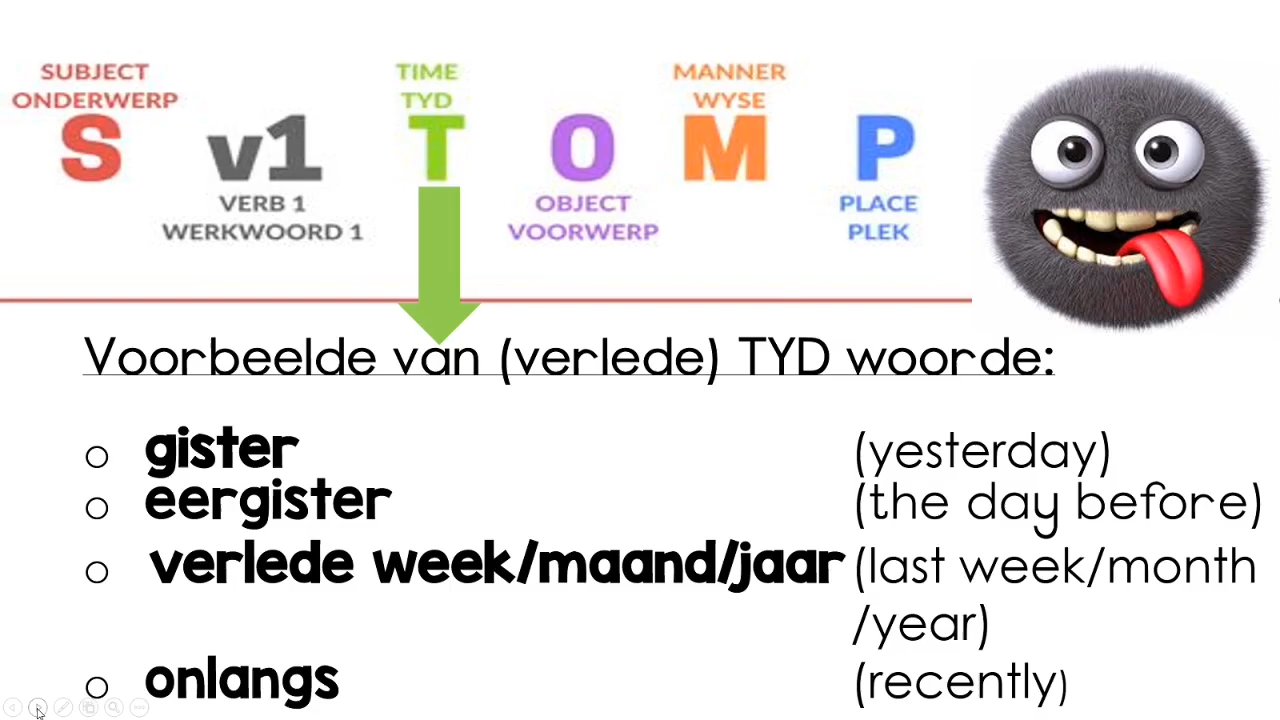 SUBJECT
ONDERWERP
S
v1
VERB 1
WERKWOORD 1
TIME
TYD
T
O
OBJECT
VOORWERP
MANNER
WYSE
M
P
PLACE
PLEK
Voorbeelde van (verlede) TYD woorde:
o gister (yesterday)
o eergister (the day before)
o verlede week/maand/jaar (last week/month
/year)
o onlangs (recently)